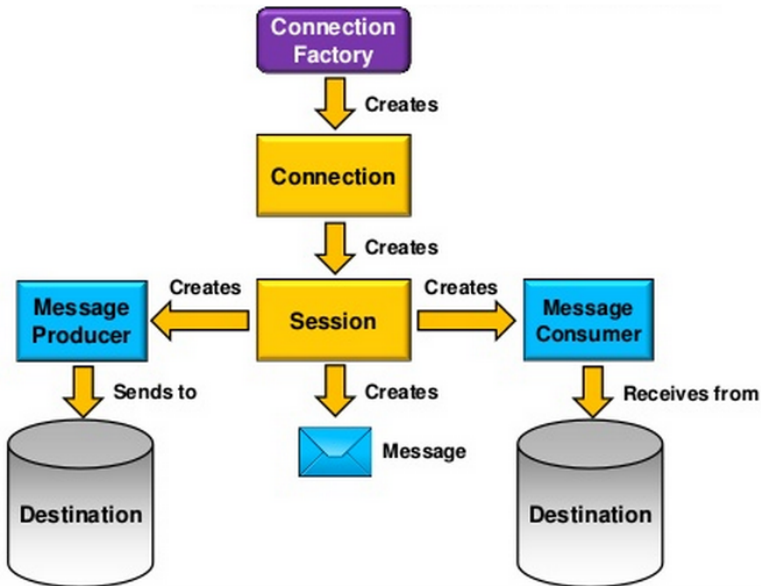 Connection
Factory
Creates
Connection
Creates
Creates
Creates
Message
Producer
Session
Message
Consumer
Sends to
Creates
Receives from
Message
Destination
Destination